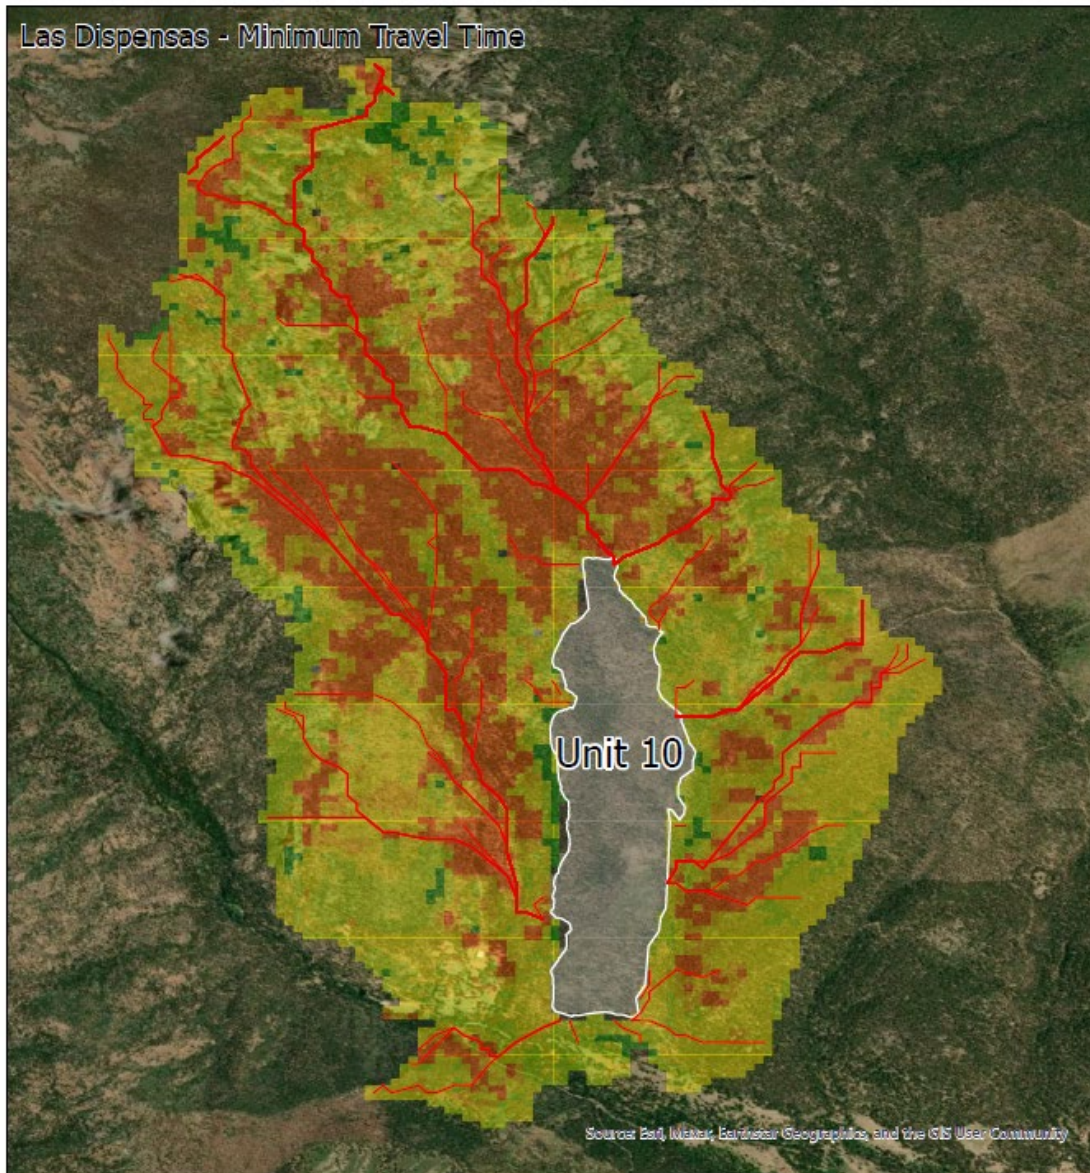 Las Dispensas - Minimum Travel Time
Unit 10
Source: Esri, Maxar, Earthstar Geographics, and the GIS User Community